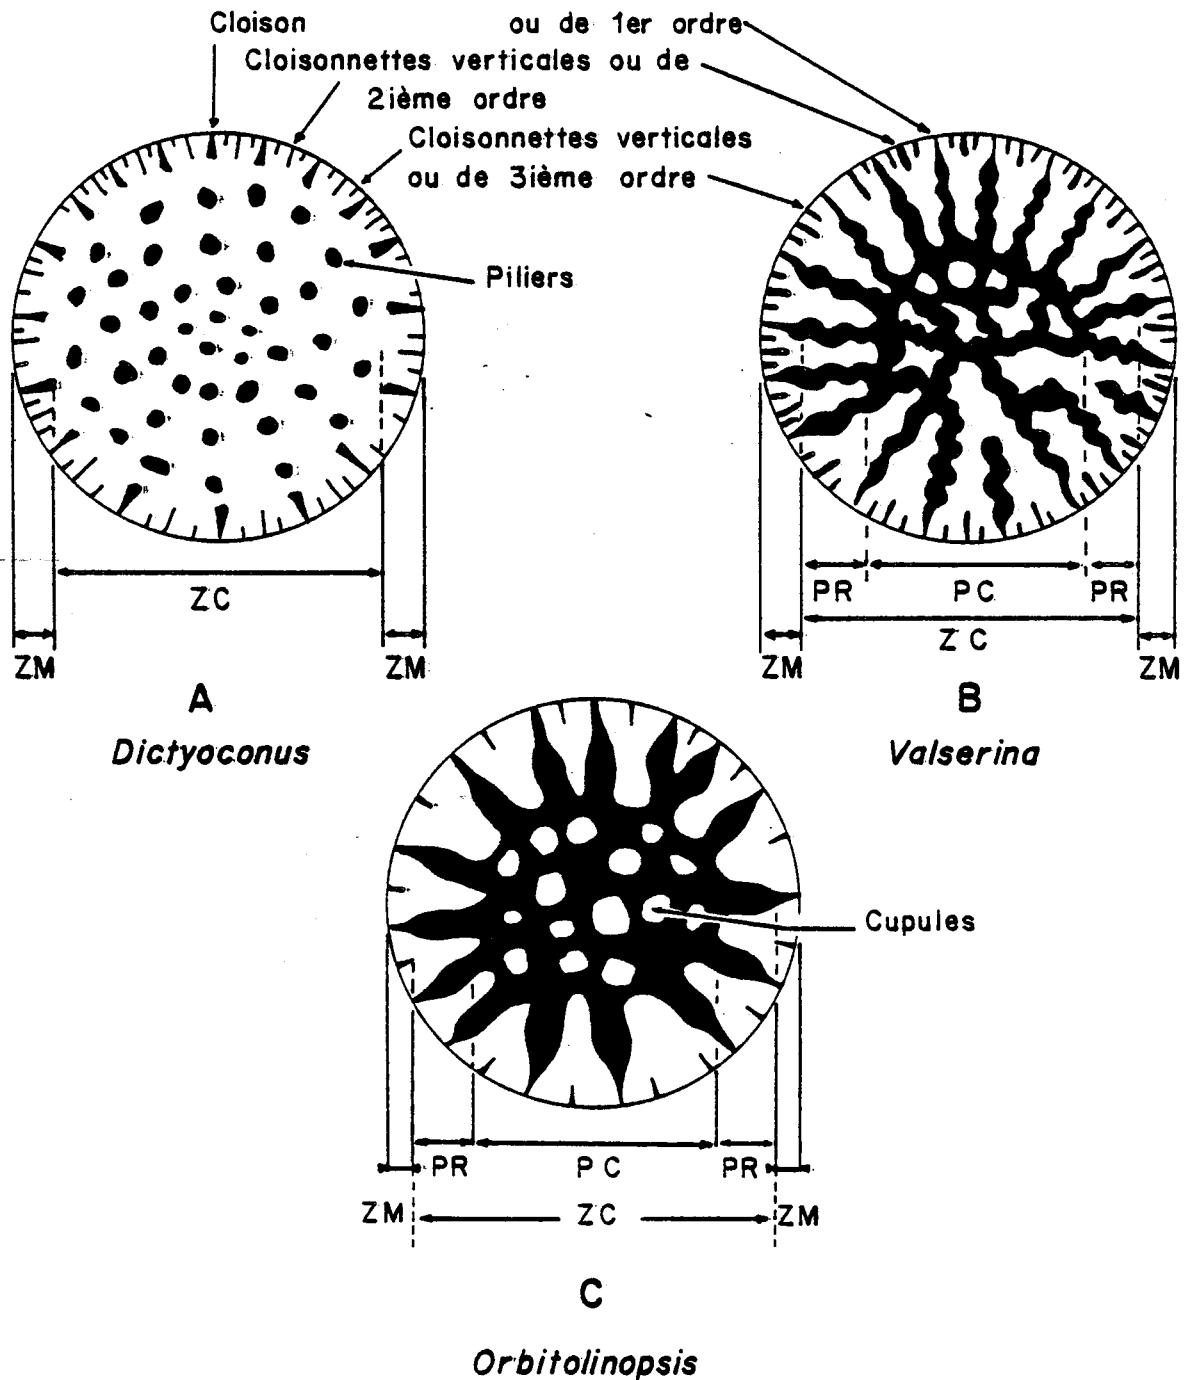 Cloison ou de 1er ordre
Cloisonnettes verticales ou de
2ième ordre
Cloisonnettes verticales
ou de 3ième ordre
Piliers
ZC
ZM ZM
A
Dictyoconus
PR PC PR
ZC
ZM ZM
B
Valserina
Cupules
PR PC PR
ZM ZC ZM
C
Orbitolinopsis